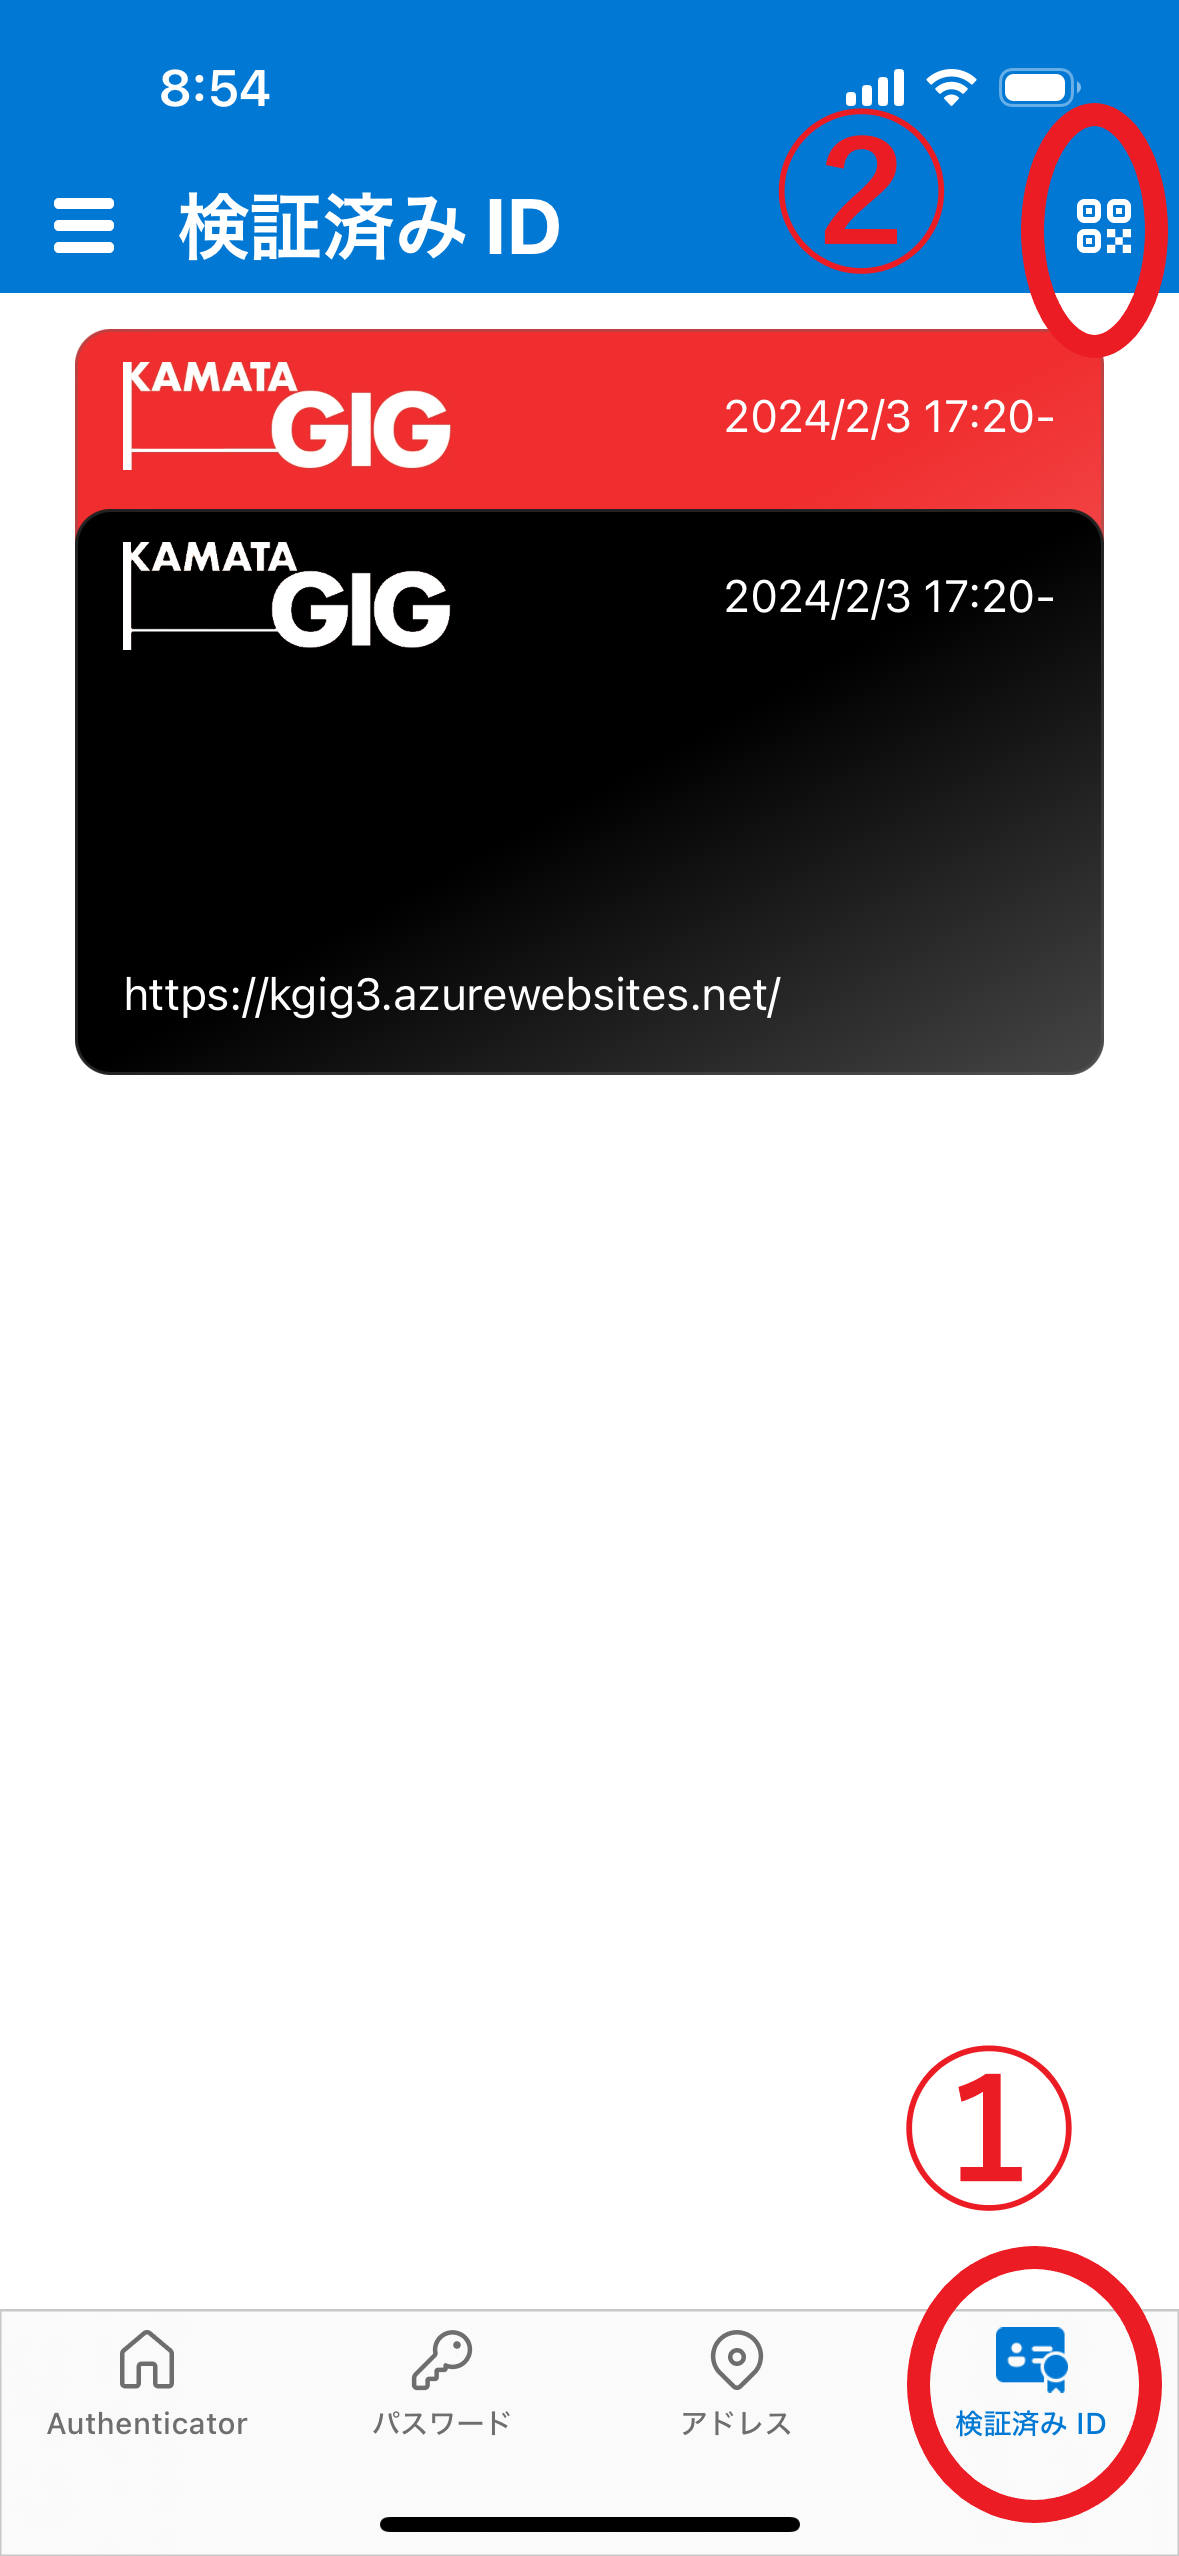 8:54
検証済み ID
②
KAMATA
GIG
2024/2/3 17:20-
KAMATA
GIG
2024/2/3 17:20-
https://kgig3.azurewebsites.net/
①
Authenticator
パスワード
アドレス
検証済み ID